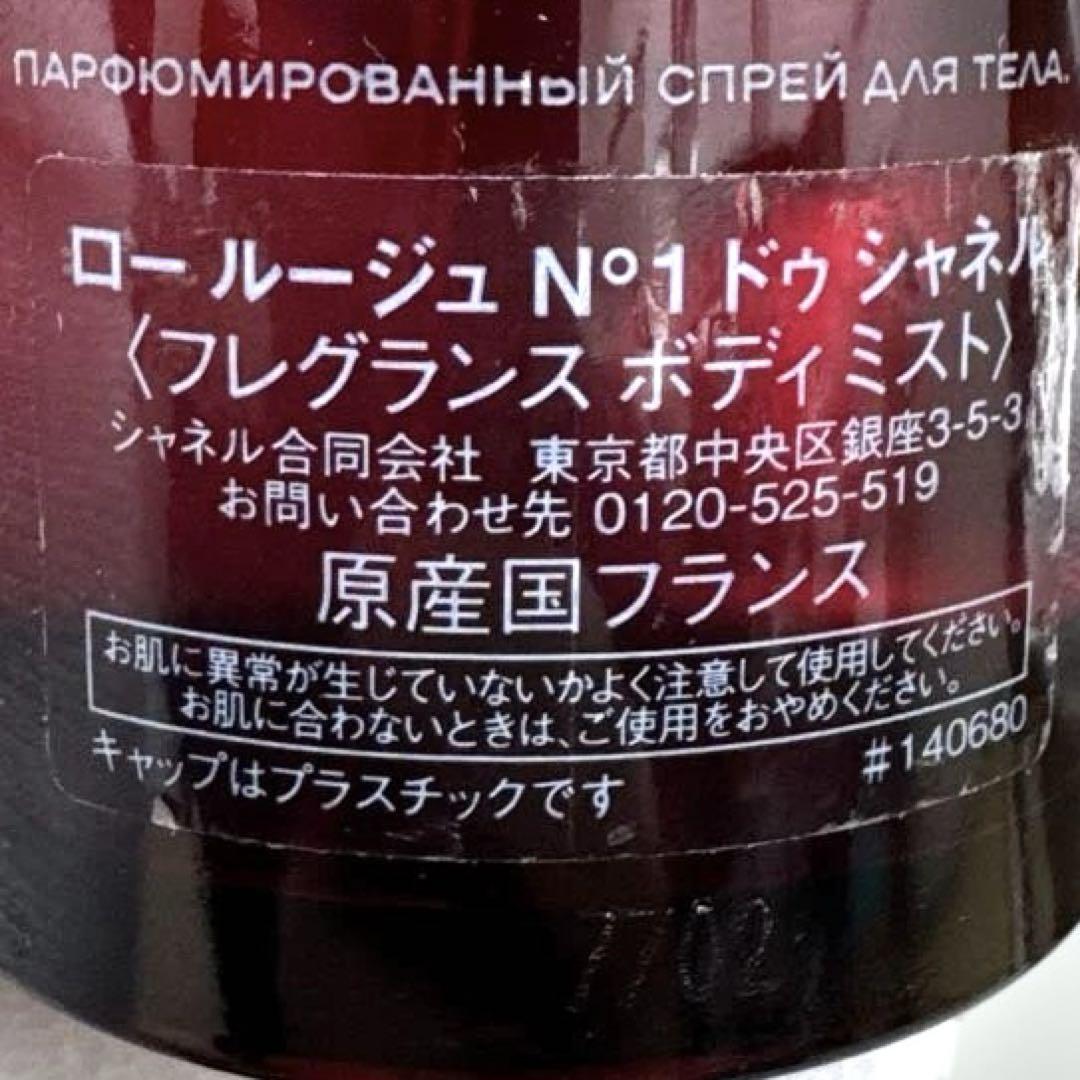 ПАРФЮМИРОВАННЫЙ СПРЕЙ ДЛЯ ТЕЛА.
ロー ルージュ N°1 ドゥ シャネル
〈フレグランス ボディ ミスト〉
シャネル合同会社 東京都中央区銀座3-5-3
お問い合わせ先 0120-525-519
原産国フランス
お肌に異常が生じていないかよく注意して使用してください。
お肌に合わないときは、ご使用をおやめください。
キャップはプラスチックです #140680
7702